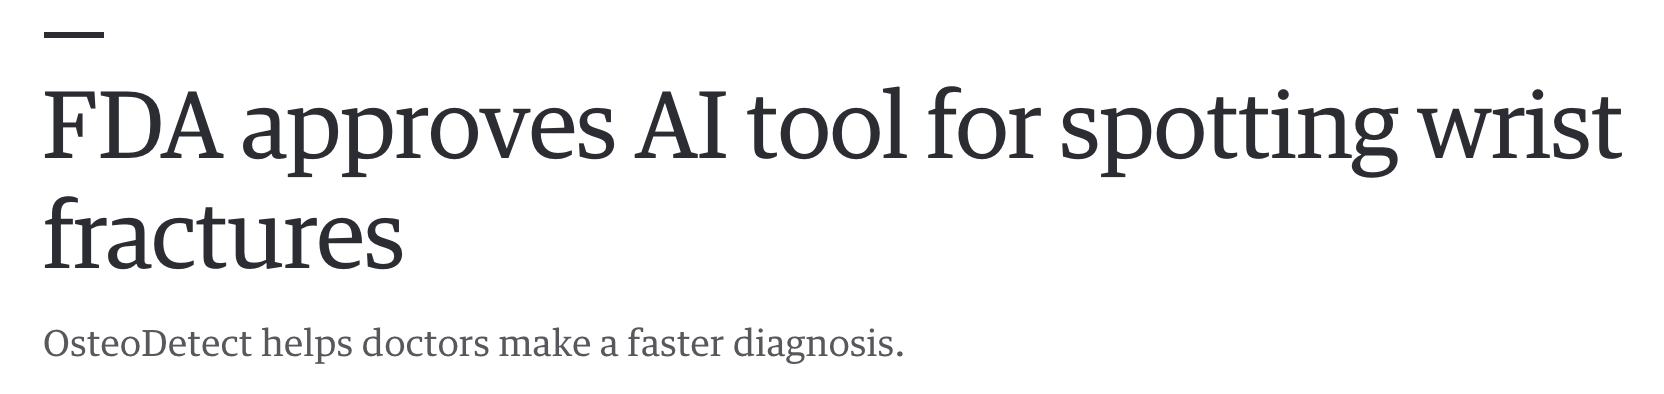 FDA approves AI tool for spotting wrist
fractures
OsteoDetect helps doctors make a faster diagnosis.